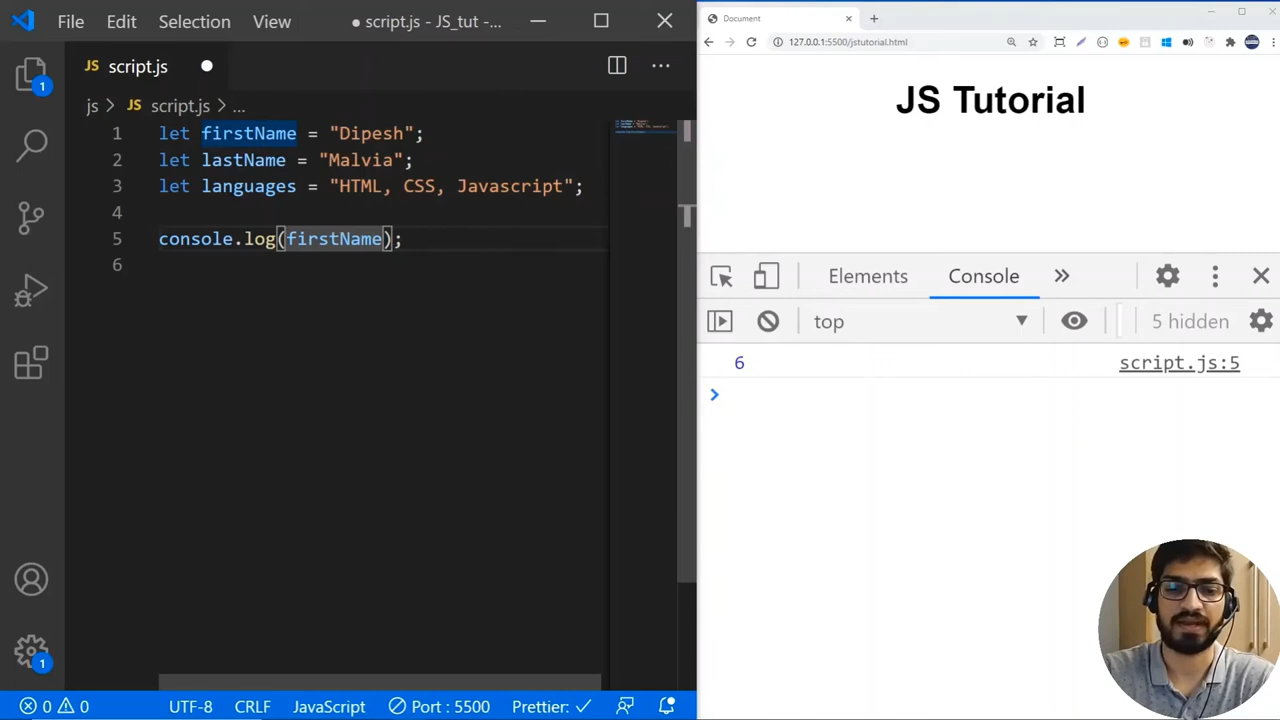 File Edit Selection View ● script.js - JS_tut - ...
JS script.js
js > JS script.js > ...
1 let firstName = "Dipesh";
2 let lastName = "Malvia";
3 let languages = "HTML, CSS, Javascript";
4
5 console.log(firstName);
6
1
1
0 0 UTF-8 CRLF JavaScript Port : 5500 Prettier: ✓
Document
127.0.0.1:5500/jstutorial.html
JS Tutorial
Elements Console »
top 5 hidden
6 script.js:5
>